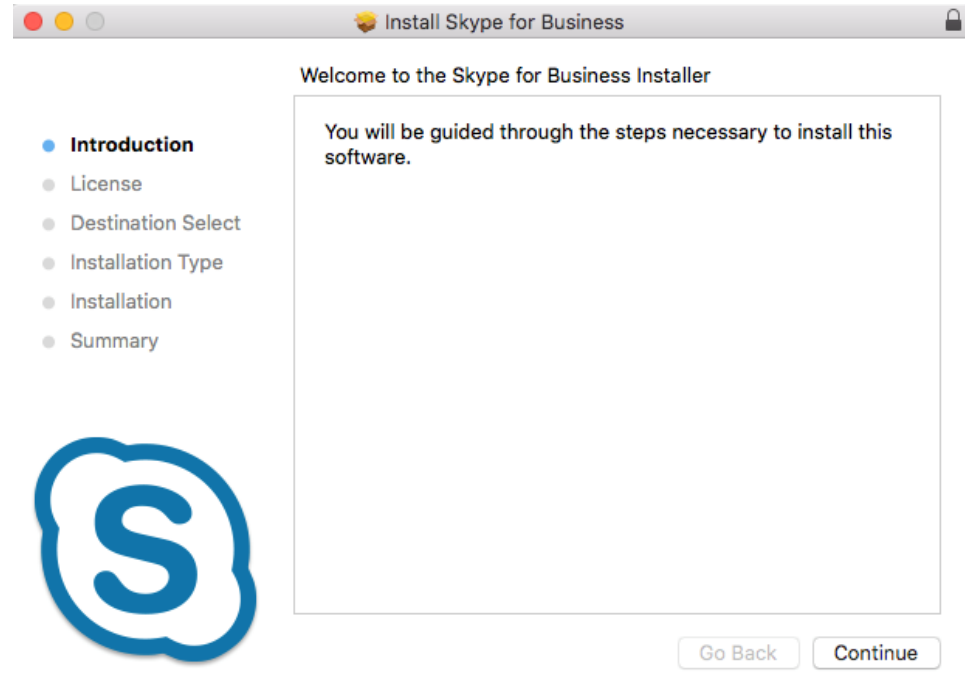 Install Skype for Business
Welcome to the Skype for Business Installer
Introduction
License
Destination Select
Installation Type
Installation
Summary
You will be guided through the steps necessary to install this
software.
S
Go Back
Continue